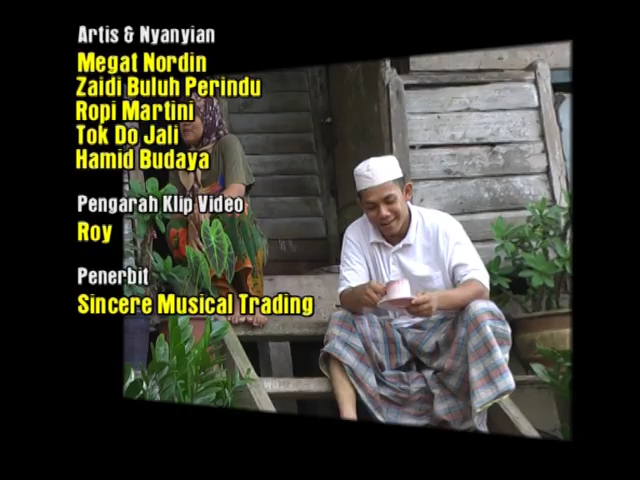 Artis & Nyanyian
Megat Nordin
Zaidi Buluh Perindu
Ropi Martini
Tok Do Jali
Hamid Budaya
Pengarah Klip Video
Roy
Penerbit
Sincere Musical Trading